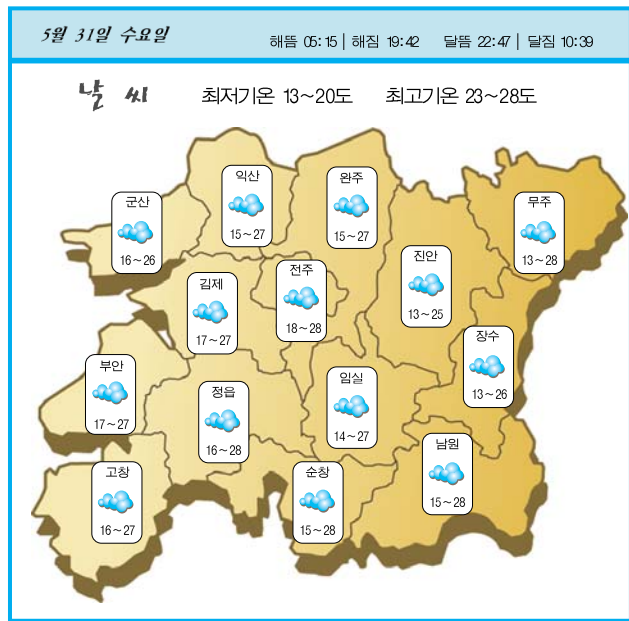 5월 31일 수요일
해뜸 05:15 | 해짐 19:42 달뜸 22:47 | 달짐 10:39
날 씨 최저기온 13~20도 최고기온 23~28도
군산
16~26
익산
15~27
완주
15~27
무주
13~28
김제
17~27
전주
18~28
진안
13~25
장수
13~26
부안
17~27
정읍
16~28
임실
14~27
남원
15~28
고창
16~27
순창
15~28